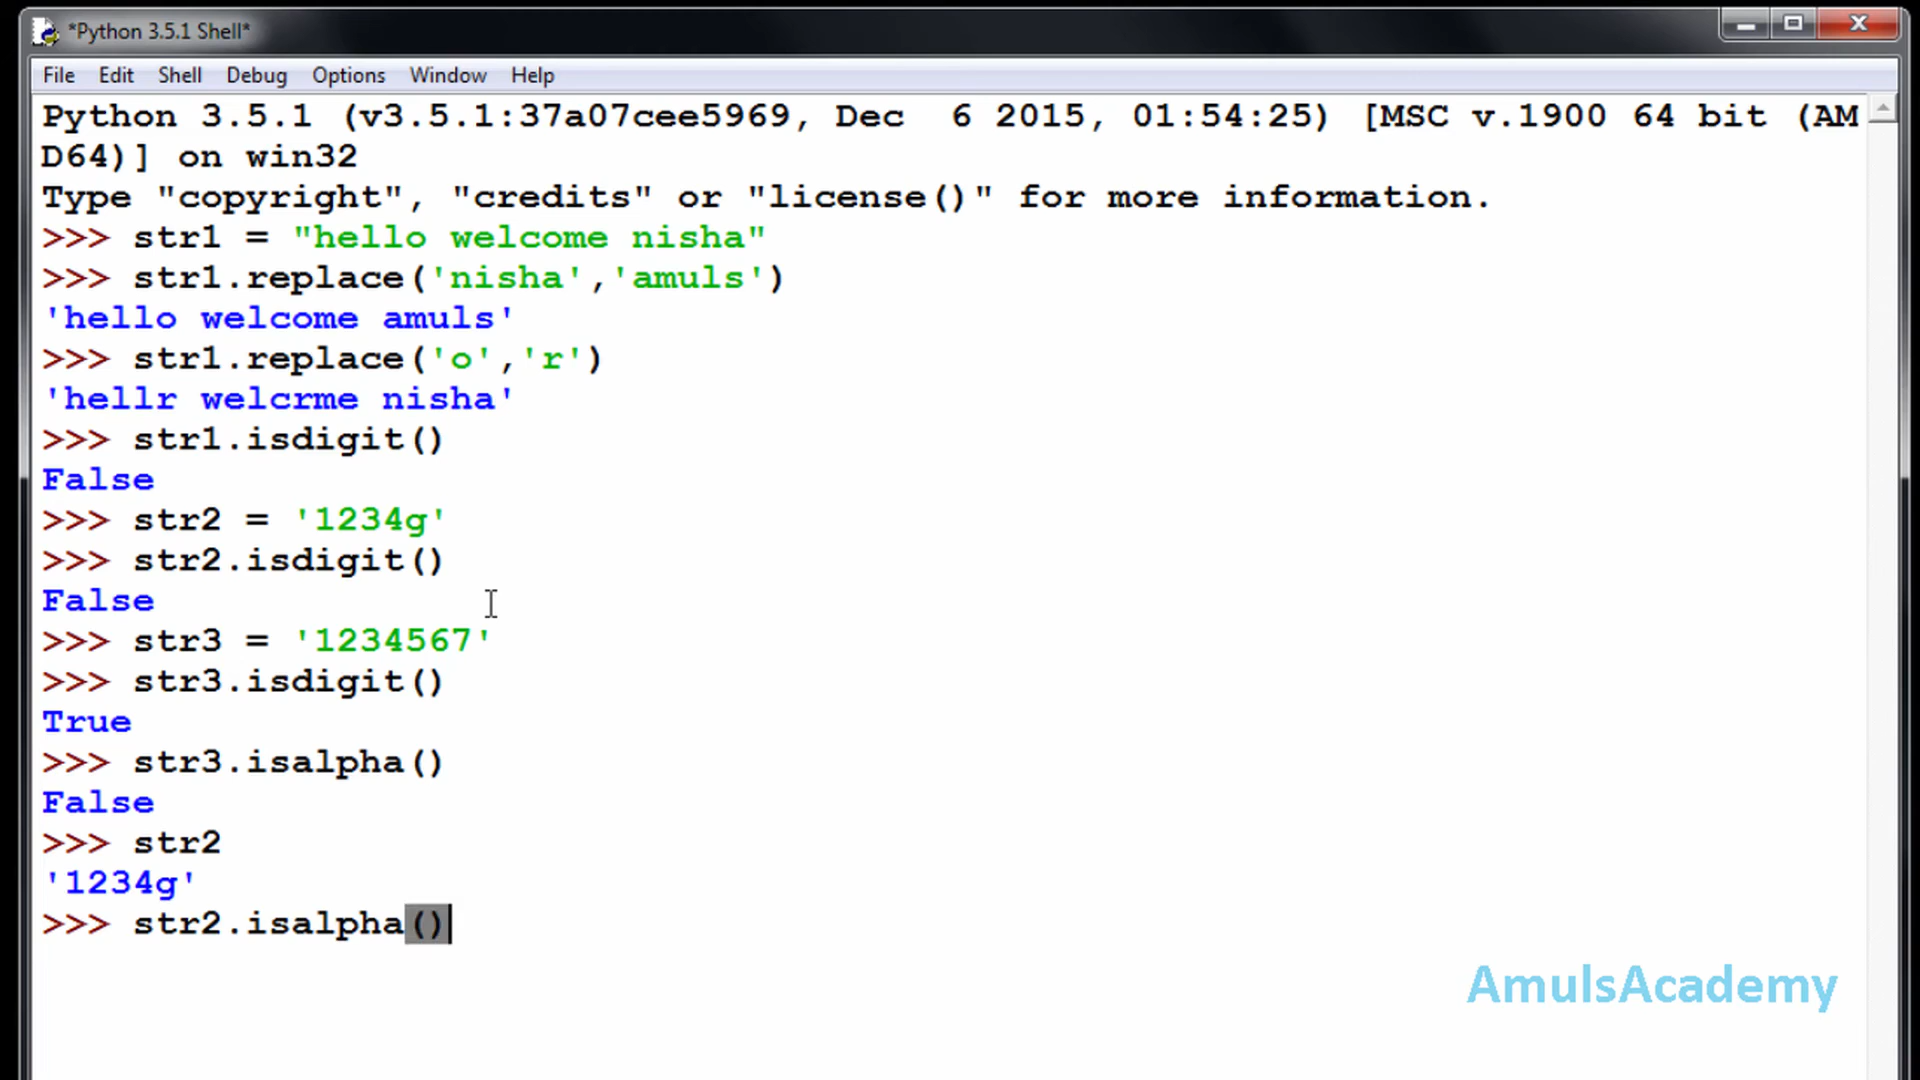 *Python 3.5.1 Shell*
File Edit Shell Debug Options Window Help
Python 3.5.1 (v3.5.1:37a07cee5969, Dec  6 2015, 01:54:25) [MSC v.1900 64 bit (AM
D64)] on win32
Type "copyright", "credits" or "license()" for more information.
>>> str1 = "hello welcome nisha"
>>> str1.replace('nisha','amuls')
'hello welcome amuls'
>>> str1.replace('o','r')
'hellr welcrme nisha'
>>> str1.isdigit()
False
>>> str2 = '1234g'
>>> str2.isdigit()
False
>>> str3 = '1234567'
>>> str3.isdigit()
True
>>> str3.isalpha()
False
>>> str2
'1234g'
>>> str2.isalpha()
AmulsAcademy